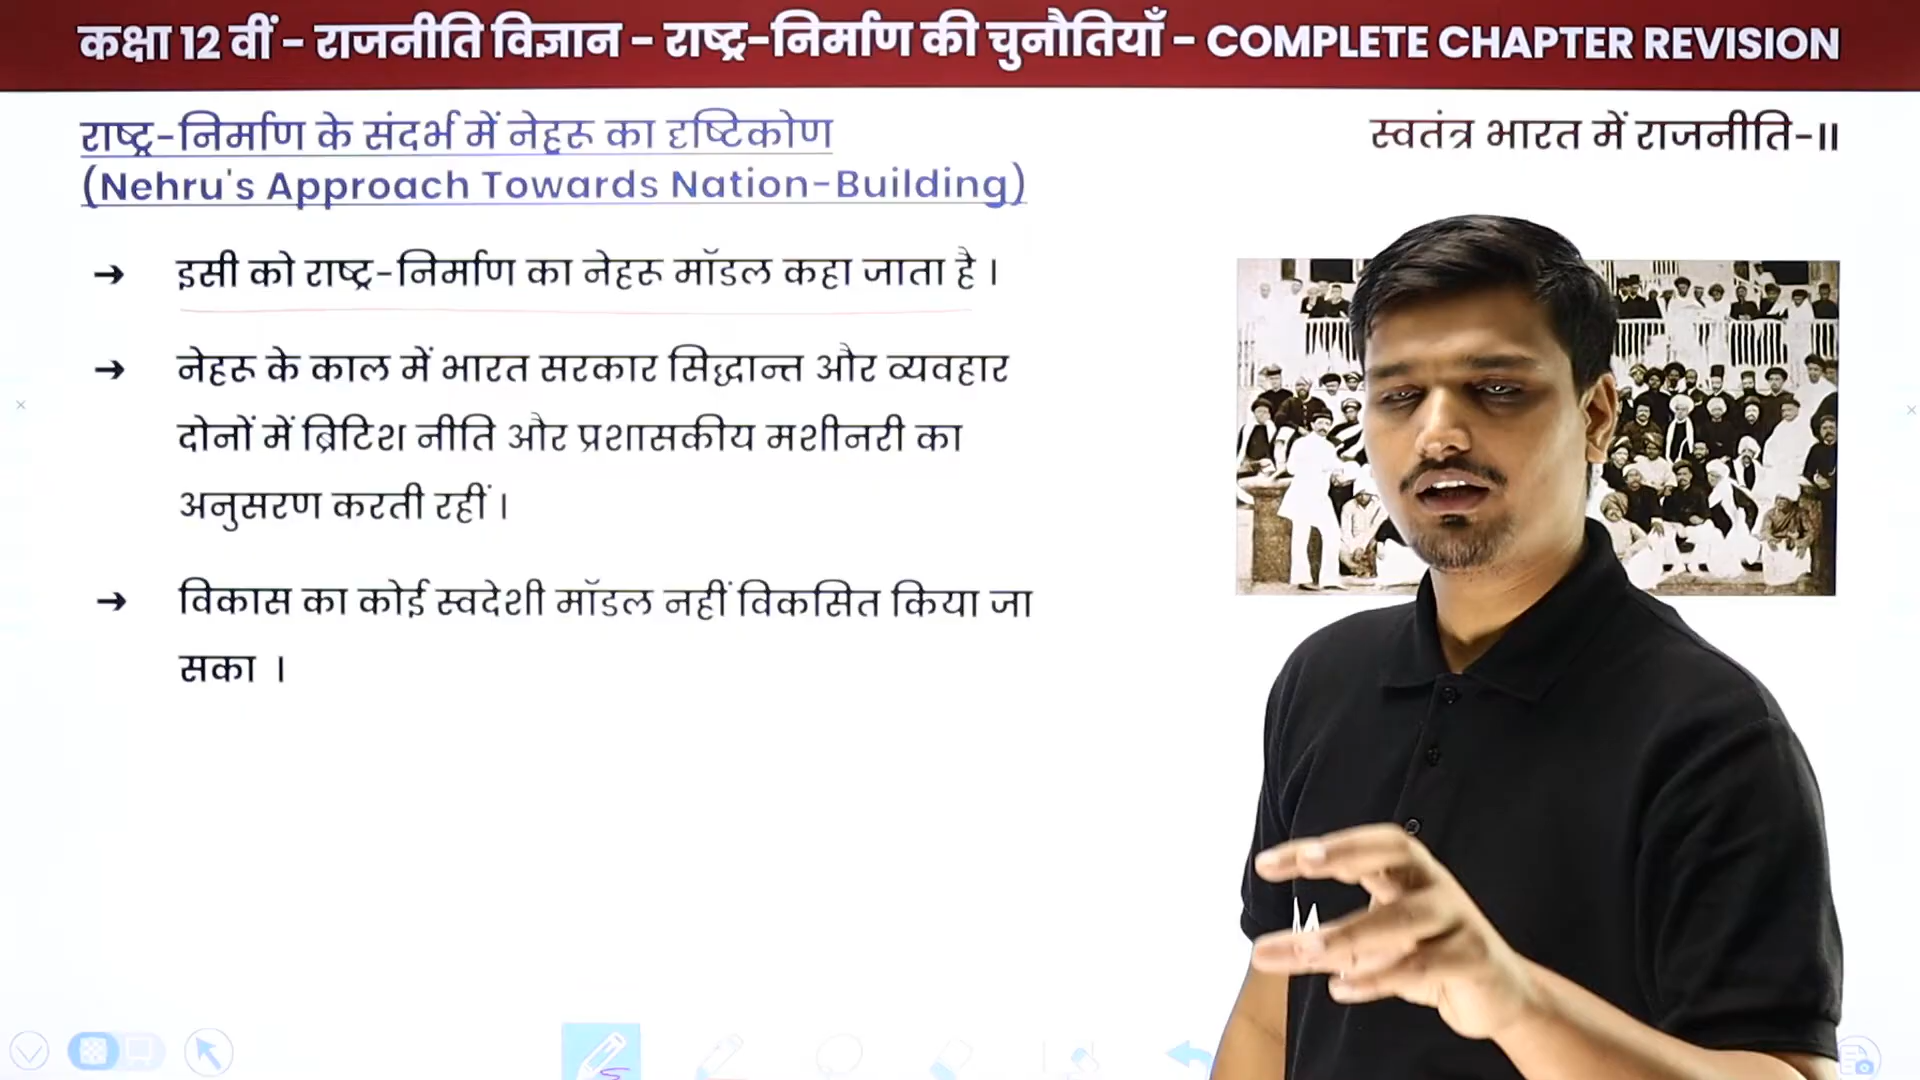 कक्षा 12 वीं - राजनीति विज्ञान - राष्ट्र-निर्माण की चुनौतियाँ - COMPLETE CHAPTER REVISION
राष्ट्र-निर्माण के संदर्भ में नेहरू का दृष्टिकोण
(Nehru's Approach Towards Nation-Building)
स्वतंत्र भारत में राजनीति-II
→ इसी को राष्ट्र-निर्माण का नेहरू मॉडल कहा जाता है ।
→ नेहरू के काल में भारत सरकार सिद्धान्त और व्यवहार
दोनों में ब्रिटिश नीति और प्रशासकीय मशीनरी का
अनुसरण करती रहीं ।
→ विकास का कोई स्वदेशी मॉडल नहीं विकसित किया जा
सका ।